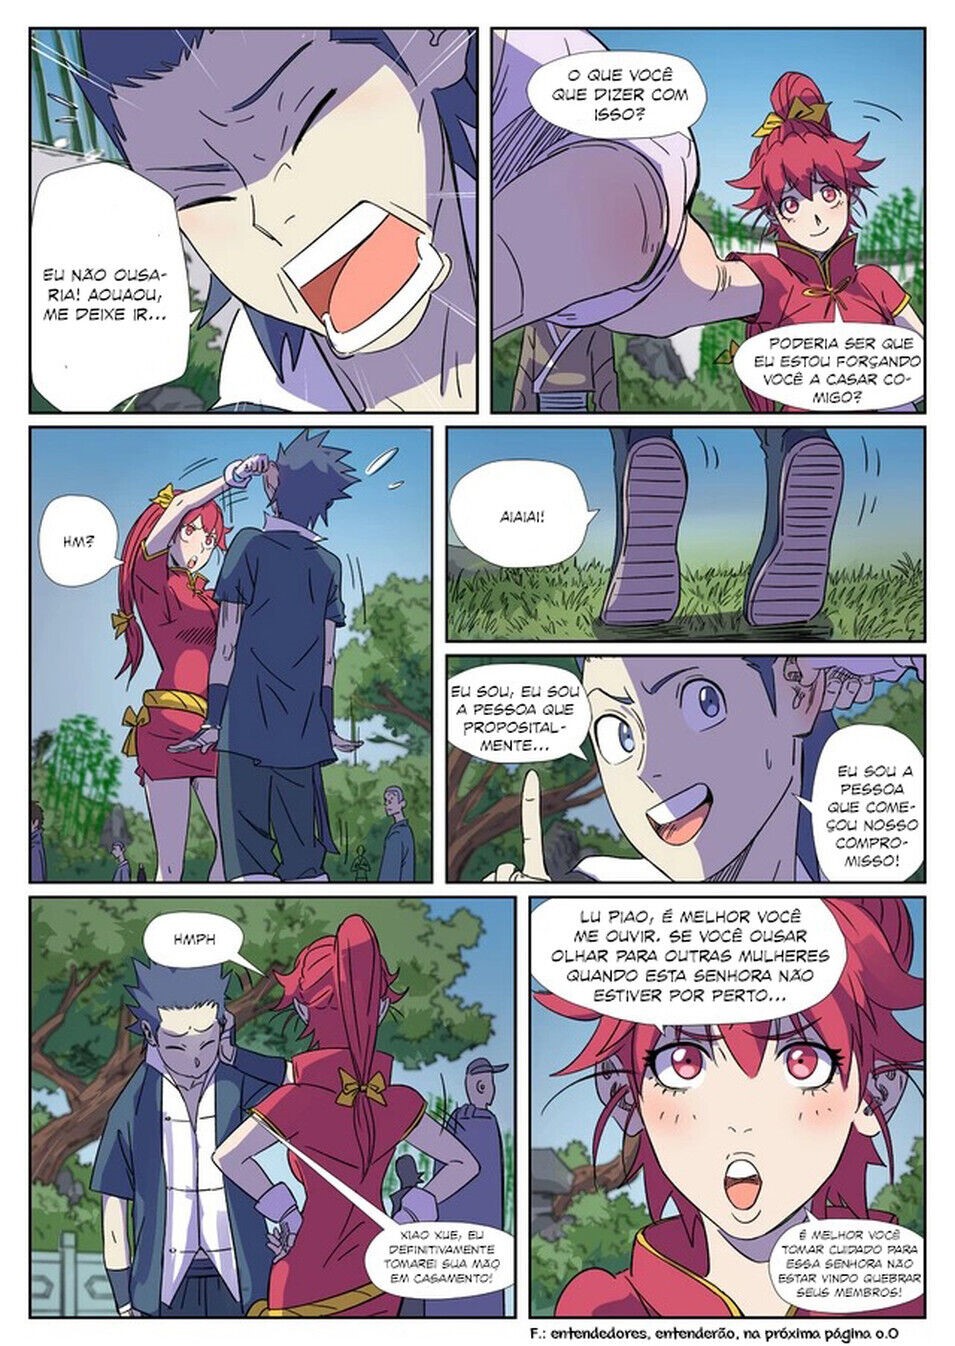 EU NÃO OUSA-
RIA! AOUAOU,
ME DEIXE IR...
O QUE VOCÊ
QUE DIZER COM
ISSO?
PODERIA SER QUE
EU ESTOU FORÇANDO
VOCÊ A CASAR CO-
MIGO?
HM?
AIAIAI!
EU SOU, EU SOU
A PESSOA QUE
PROPOSITAL-
MENTE...
EU SOU A
PESSOA
QUE COME-
ÇOU NOSSO
COMPRO-
MISSO!
HMPH
XIAO XUE, EU
DEFINITIVAMENTE
TOMAREI SUA MÃO
EM CASAMENTO!
LU PIAO, É MELHOR VOCÊ
ME OUVIR. SE VOCÊ OUSAR
OLHAR PARA OUTRAS MULHERES
QUANDO ESTA SENHORA NÃO
ESTIVER POR PERTO...
É MELHOR VOCÊ
TOMAR CUIDADO PARA
ESSA SENHORA NÃO
ESTAR VINDO QUEBRAR
SEUS MEMBROS!
F.: entendedores, entenderão, na próxima página o.O